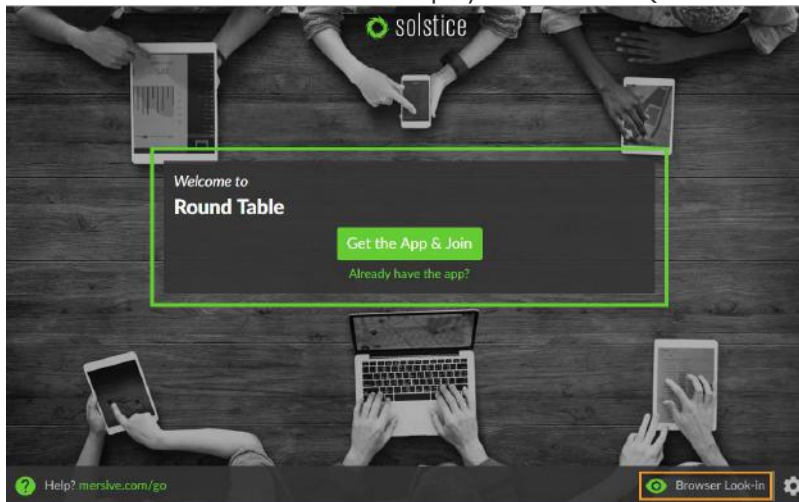 solstice
Welcome to
Round Table
Get the App & Join
Already have the app?
Help? mersive.com/go
Browser Look-in